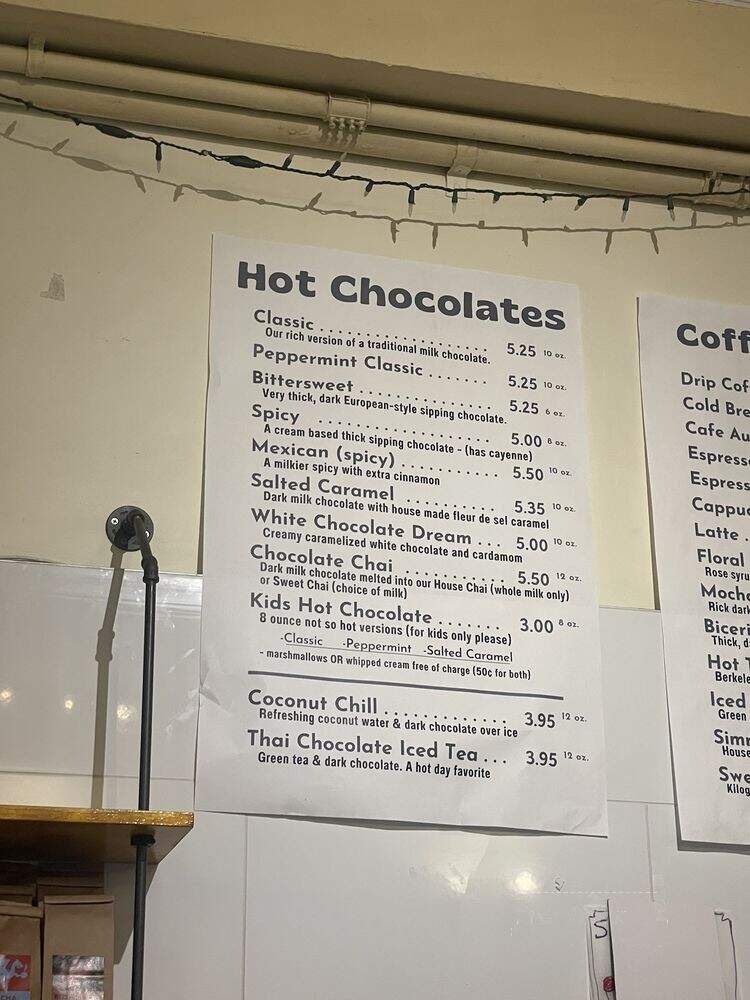 Hot Chocolates
Classic . . . . . . . . . . . . . . . . . . 5.25 10 oz.
Our rich version of a traditional milk chocolate.
Peppermint Classic . . . . . . . 5.25 10 oz.
Bittersweet . . . . . . . . . . . . . . . 5.25 6 oz.
Very thick, dark European-style sipping chocolate.
Spicy . . . . . . . . . . . . . . . . . . . 5.00 8 oz.
A cream based thick sipping chocolate - (has cayenne)
Mexican (spicy) . . . . . . . . . . . 5.50 10 oz.
A milkier spicy with extra cinnamon
Salted Caramel . . . . . . . . . . 5.35 10 oz.
Dark milk chocolate with house made fleur de sel caramel
White Chocolate Dream . . . 5.00 10 oz.
Creamy caramelized white chocolate and cardamom
Chocolate Chai . . . . . . . . . . . 5.50 12 oz.
Dark milk chocolate melted into our House Chai (whole milk only)
or Sweet Chai (choice of milk)
Kids Hot Chocolate . . . . . . . 3.00 8 oz.
8 ounce not so hot versions (for kids only please)
-Classic -Peppermint -Salted Caramel
- marshmallows OR whipped cream free of charge (50¢ for both)
Coconut Chill . . . . . . . . . . . . . 3.95 12 oz.
Refreshing coconut water & dark chocolate over ice
Thai Chocolate Iced Tea . . . 3.95 12 oz.
Green tea & dark chocolate. A hot day favorite
Coff
Drip Cof
Cold Bre
Cafe Au
Espress
Espress
Cappuc
Latte .
Floral
Rose syru
Mocha
Rich dark
Biceri
Thick, d
Hot T
Berkele
Iced
Green
Simm
House
Swe
Kilog
S